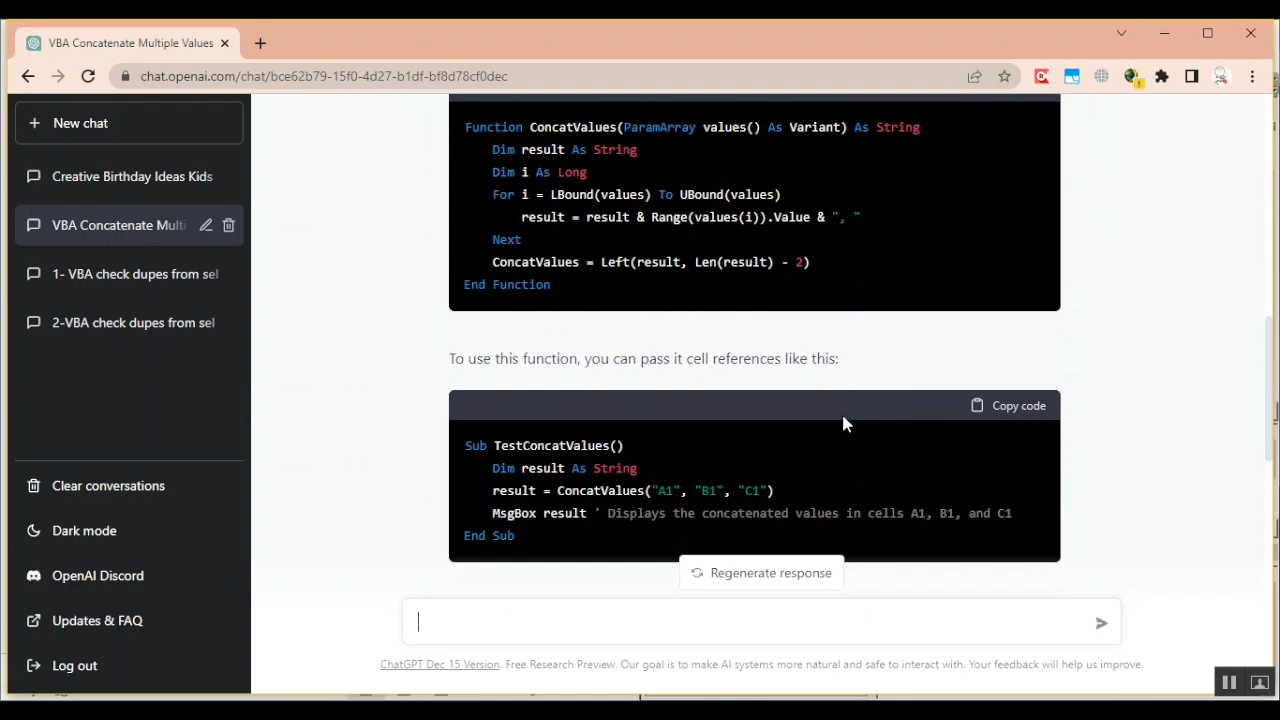 VBA Concatenate Multiple Values
chat.openai.com/chat/bce62b79-15f0-4d27-b1df-bf8d78cf0dec
New chat
Creative Birthday Ideas Kids
VBA Concatenate Multi
1- VBA check dupes from sel
2-VBA check dupes from sel
Clear conversations
Dark mode
OpenAI Discord
Updates & FAQ
Log out
Function ConcatValues(ParamArray values() As Variant) As String
Dim result As String
Dim i As Long
For i = LBound(values) To UBound(values)
result = result & Range(values(i)).Value & ", "
Next
ConcatValues = Left(result, Len(result) - 2)
End Function
To use this function, you can pass it cell references like this:
Copy code
Sub TestConcatValues()
Dim result As String
result = ConcatValues("A1", "B1", "C1")
MsgBox result ' Displays the concatenated values in cells A1, B1, and C1
End Sub
Regenerate response
ChatGPT Dec 15 Version. Free Research Preview. Our goal is to make AI systems more natural and safe to interact with. Your feedback will help us improve.